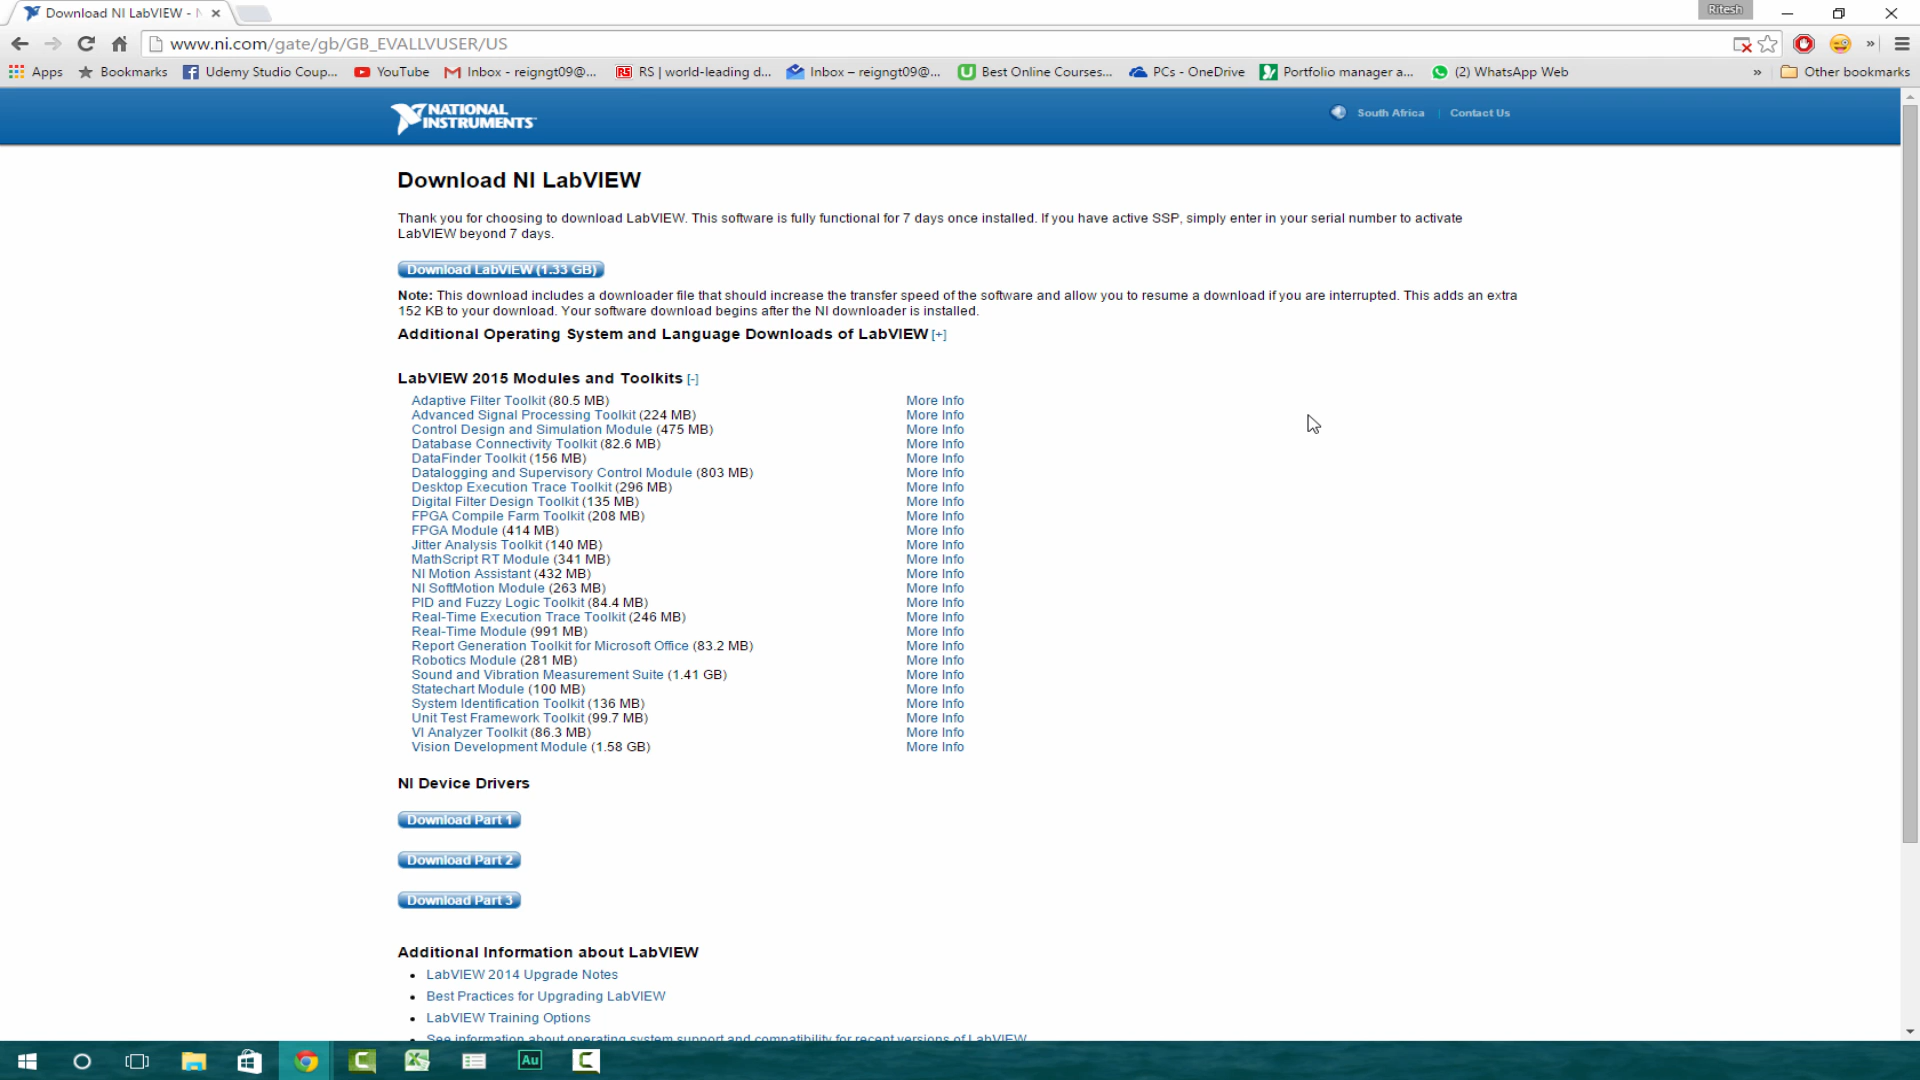 Download NI LabVIEW - N
Ritesh
www.ni.com/gate/gb/GB_EVALLVUSER/US
Apps
Bookmarks
Udemy Studio Coup...
YouTube
Inbox - reigngt09@...
RS
RS | world-leading d...
Inbox – reigngt09@...
Best Online Courses...
PCs - OneDrive
Portfolio manager a...
(2) WhatsApp Web
»
Other bookmarks
NATIONAL
INSTRUMENTS
South Africa | Contact Us
Download NI LabVIEW
Thank you for choosing to download LabVIEW. This software is fully functional for 7 days once installed. If you have active SSP, simply enter in your serial number to activate
LabVIEW beyond 7 days.
Download LabVIEW (1.33 GB)
Note: This download includes a downloader file that should increase the transfer speed of the software and allow you to resume a download if you are interrupted. This adds an extra
152 KB to your download. Your software download begins after the NI downloader is installed.
Additional Operating System and Language Downloads of LabVIEW [+]
LabVIEW 2015 Modules and Toolkits [-]
Adaptive Filter Toolkit (80.5 MB) More Info
Advanced Signal Processing Toolkit (224 MB) More Info
Control Design and Simulation Module (475 MB) More Info
Database Connectivity Toolkit (82.6 MB) More Info
DataFinder Toolkit (156 MB) More Info
Datalogging and Supervisory Control Module (803 MB) More Info
Desktop Execution Trace Toolkit (296 MB) More Info
Digital Filter Design Toolkit (135 MB) More Info
FPGA Compile Farm Toolkit (208 MB) More Info
FPGA Module (414 MB) More Info
Jitter Analysis Toolkit (140 MB) More Info
MathScript RT Module (341 MB) More Info
NI Motion Assistant (432 MB) More Info
NI SoftMotion Module (263 MB) More Info
PID and Fuzzy Logic Toolkit (84.4 MB) More Info
Real-Time Execution Trace Toolkit (246 MB) More Info
Real-Time Module (991 MB) More Info
Report Generation Toolkit for Microsoft Office (83.2 MB) More Info
Robotics Module (281 MB) More Info
Sound and Vibration Measurement Suite (1.41 GB) More Info
Statechart Module (100 MB) More Info
System Identification Toolkit (136 MB) More Info
Unit Test Framework Toolkit (99.7 MB) More Info
VI Analyzer Toolkit (86.3 MB) More Info
Vision Development Module (1.58 GB) More Info
NI Device Drivers
Download Part 1
Download Part 2
Download Part 3
Additional Information about LabVIEW
• LabVIEW 2014 Upgrade Notes
• Best Practices for Upgrading LabVIEW
• LabVIEW Training Options
See information about operating system support and compatibility for recent versions of LabVIEW
Au